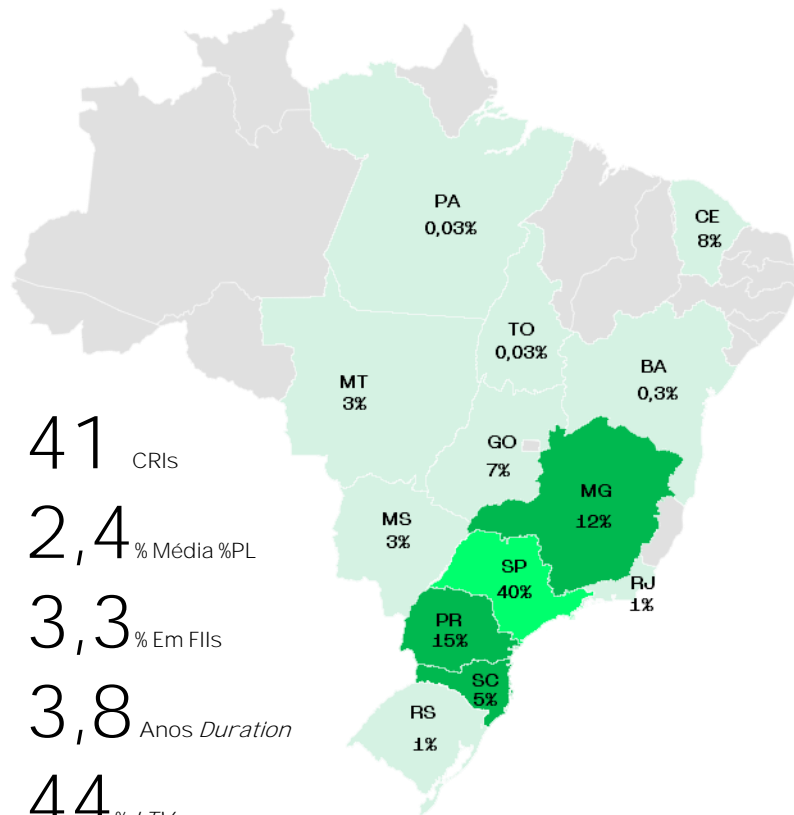 PA
0,03%
CE
8%
TO
0,03%
BA
0,3%
MT
3%
GO
7%
MG
12%
MS
3%
SP
40%
RJ
1%
PR
15%
SC
5%
RS
1%
41 CRIs
2,4 % Média %PL
3,3 % Em FIIs
3,8 Anos Duration
44 % LTV